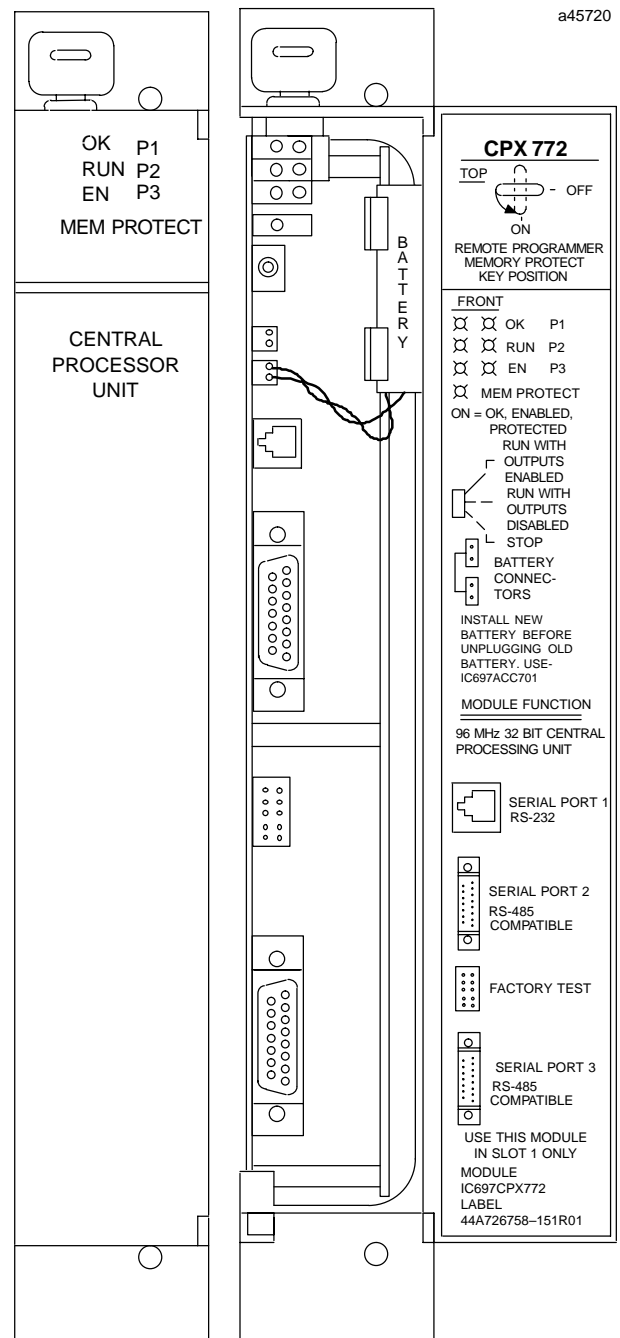 a45720
OK P1
RUN P2
EN P3
MEM PROTECT
CENTRAL
PROCESSOR
UNIT
BATTERY
CPX 772
TOP
OFF
ON
REMOTE PROGRAMMER
MEMORY PROTECT
KEY POSITION
FRONT
OK P1
RUN P2
EN P3
MEM PROTECT
ON = OK, ENABLED,
PROTECTED
RUN WITH
OUTPUTS
ENABLED
RUN WITH
OUTPUTS
DISABLED
STOP
BATTERY
CONNEC-
TORS
INSTALL NEW
BATTERY BEFORE
UNPLUGGING OLD
BATTERY. USE-
IC697ACC701
MODULE FUNCTION
96 MHz 32 BIT CENTRAL
PROCESSING UNIT
SERIAL PORT 1
RS-232
SERIAL PORT 2
RS-485
COMPATIBLE
FACTORY TEST
SERIAL PORT 3
RS-485
COMPATIBLE
USE THIS MODULE
IN SLOT 1 ONLY
MODULE
IC697CPX772
LABEL
44A726758–151R01